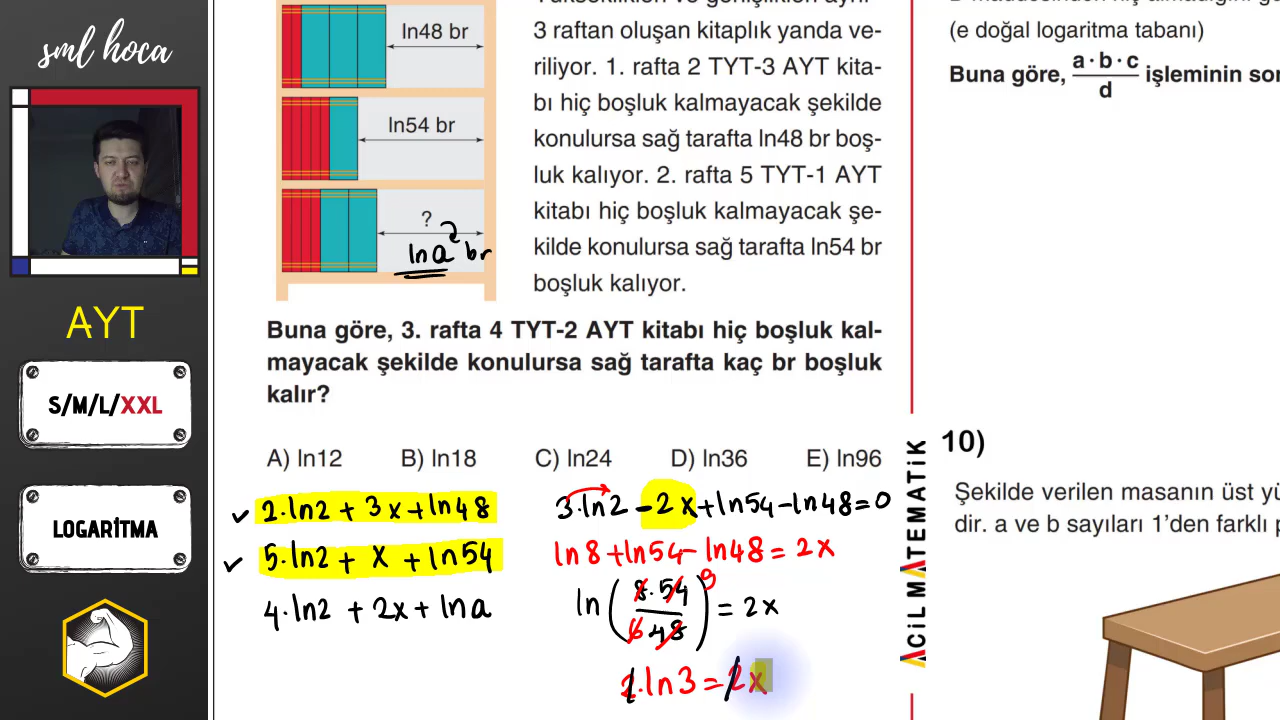 sml hoca
AYT
S/M/L/XXL
LOGARİTMA
ln48 br
ln54 br
?
lna² br
3 raftan oluşan kitaplık yanda ve-
riliyor. 1. rafta 2 TYT-3 AYT kita-
bı hiç boşluk kalmayacak şekilde
konulursa sağ tarafta ln48 br boş-
luk kalıyor. 2. rafta 5 TYT-1 AYT
kitabı hiç boşluk kalmayacak şe-
kilde konulursa sağ tarafta ln54 br
boşluk kalıyor.
Buna göre, 3. rafta 4 TYT-2 AYT kitabı hiç boşluk kal-
mayacak şekilde konulursa sağ tarafta kaç br boşluk
kalır?
A) ln12 B) ln18 C) ln24 D) ln36 E) ln96
2·ln2 + 3x + ln48
5·ln2 + x + ln54
4·ln2 + 2x + lna
3·ln2 - 2x + ln54 - ln48 = 0
ln8 + ln54 - ln48 = 2x
ln(8·54/48) = 2x
6 9
2·ln3 = 2x
(e doğal logaritma tabanı)
Buna göre, a·b·c/d işleminin son
ACİL MATEMATİK
10)
Şekilde verilen masanın üst yü
dir. a ve b sayıları 1'den farklı p